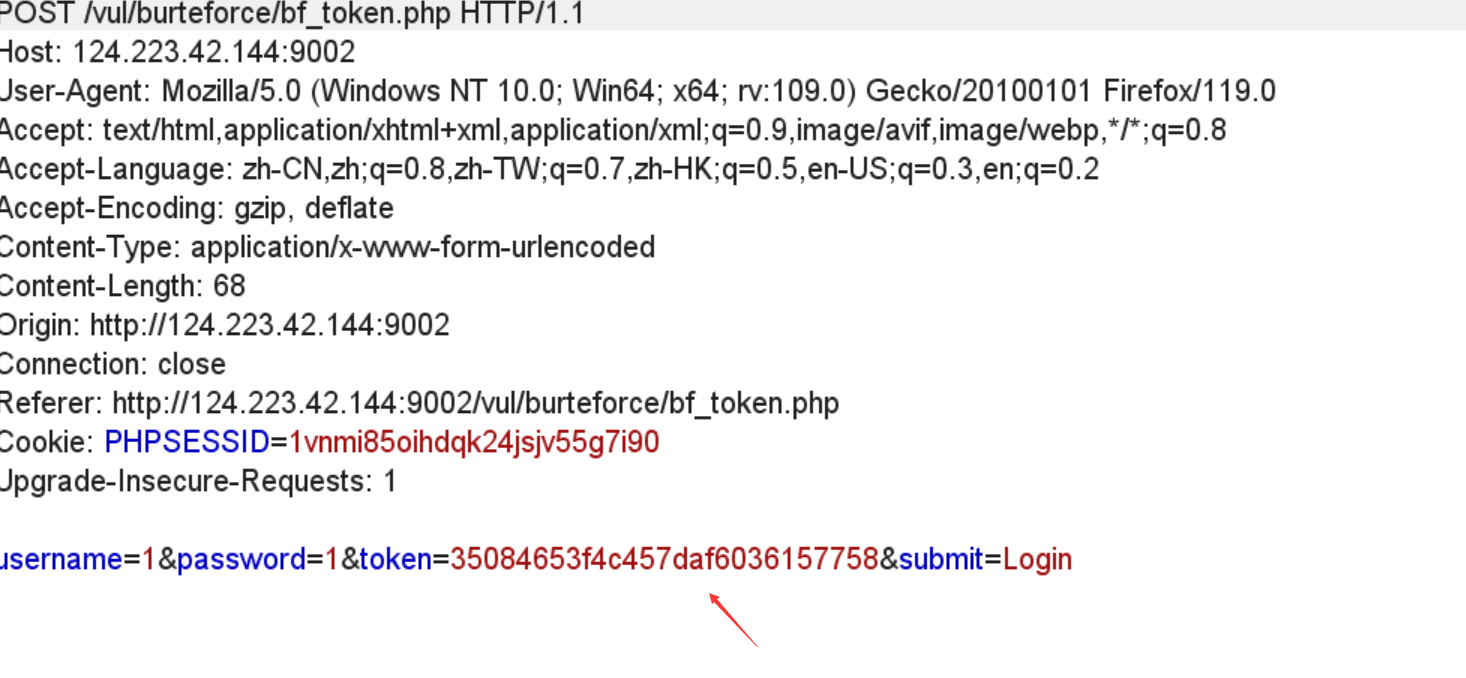 POST /vul/burteforce/bf_token.php HTTP/1.1
Host: 124.223.42.144:9002
User-Agent: Mozilla/5.0 (Windows NT 10.0; Win64; x64; rv:109.0) Gecko/20100101 Firefox/119.0
Accept: text/html,application/xhtml+xml,application/xml;q=0.9,image/avif,image/webp,*/*;q=0.8
Accept-Language: zh-CN,zh;q=0.8,zh-TW;q=0.7,zh-HK;q=0.5,en-US;q=0.3,en;q=0.2
Accept-Encoding: gzip, deflate
Content-Type: application/x-www-form-urlencoded
Content-Length: 68
Origin: http://124.223.42.144:9002
Connection: close
Referer: http://124.223.42.144:9002/vul/burteforce/bf_token.php
Cookie: PHPSESSID=1vnmi85oihdqk24jsjv55g7i90
Upgrade-Insecure-Requests: 1
username=1&password=1&token=35084653f4c457daf6036157758&submit=Login